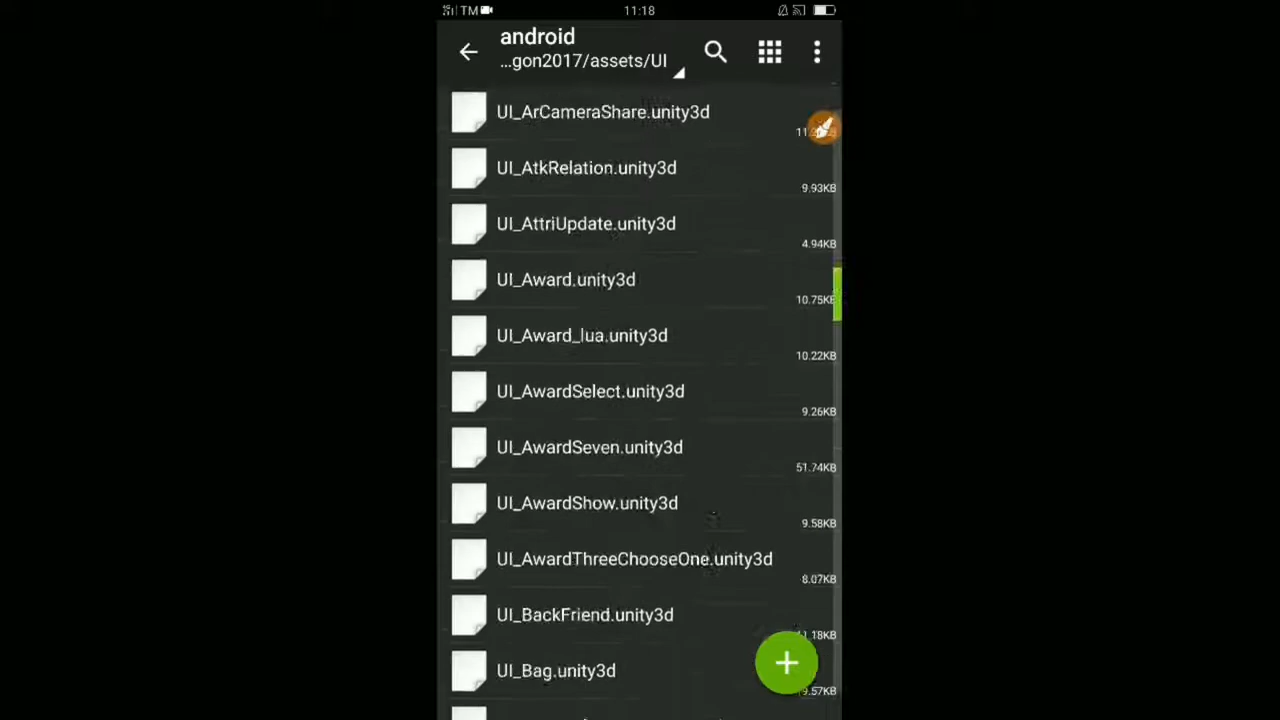 TM
11:18
android
...gon2017/assets/UI
UI_ArCameraShare.unity3d
UI_AtkRelation.unity3d
9.93KB
UI_AttriUpdate.unity3d
4.94KB
UI_Award.unity3d
10.75KB
UI_Award_lua.unity3d
10.22KB
UI_AwardSelect.unity3d
9.26KB
UI_AwardSeven.unity3d
51.74KB
UI_AwardShow.unity3d
9.58KB
UI_AwardThreeChooseOne.unity3d
8.07KB
UI_BackFriend.unity3d
UI_Bag.unity3d